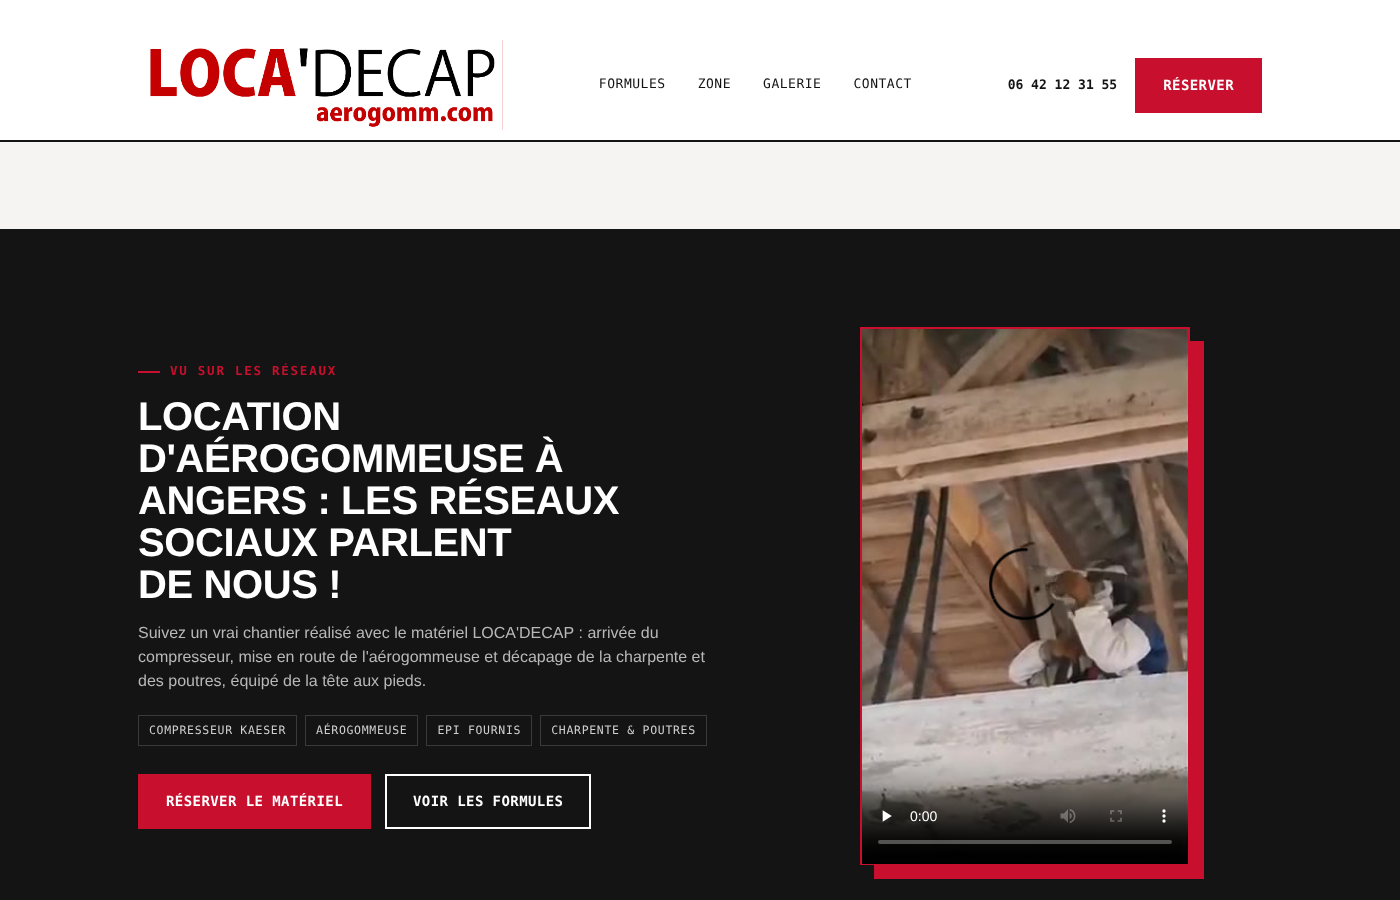 LOCA'DECAP
aerogomm.com
FORMULES ZONE GALERIE CONTACT
06 42 12 31 55 RÉSERVER
VU SUR LES RÉSEAUX
LOCATION
D'AÉROGOMMEUSE À
ANGERS : LES RÉSEAUX
SOCIAUX PARLENT
DE NOUS !
Suivez un vrai chantier réalisé avec le matériel LOCA'DECAP : arrivée du
compresseur, mise en route de l'aérogommeuse et décapage de la charpente et
des poutres, équipé de la tête aux pieds.
COMPRESSEUR KAESER AÉROGOMMEUSE EPI FOURNIS CHARPENTE & POUTRES
RÉSERVER LE MATÉRIEL VOIR LES FORMULES
0:00